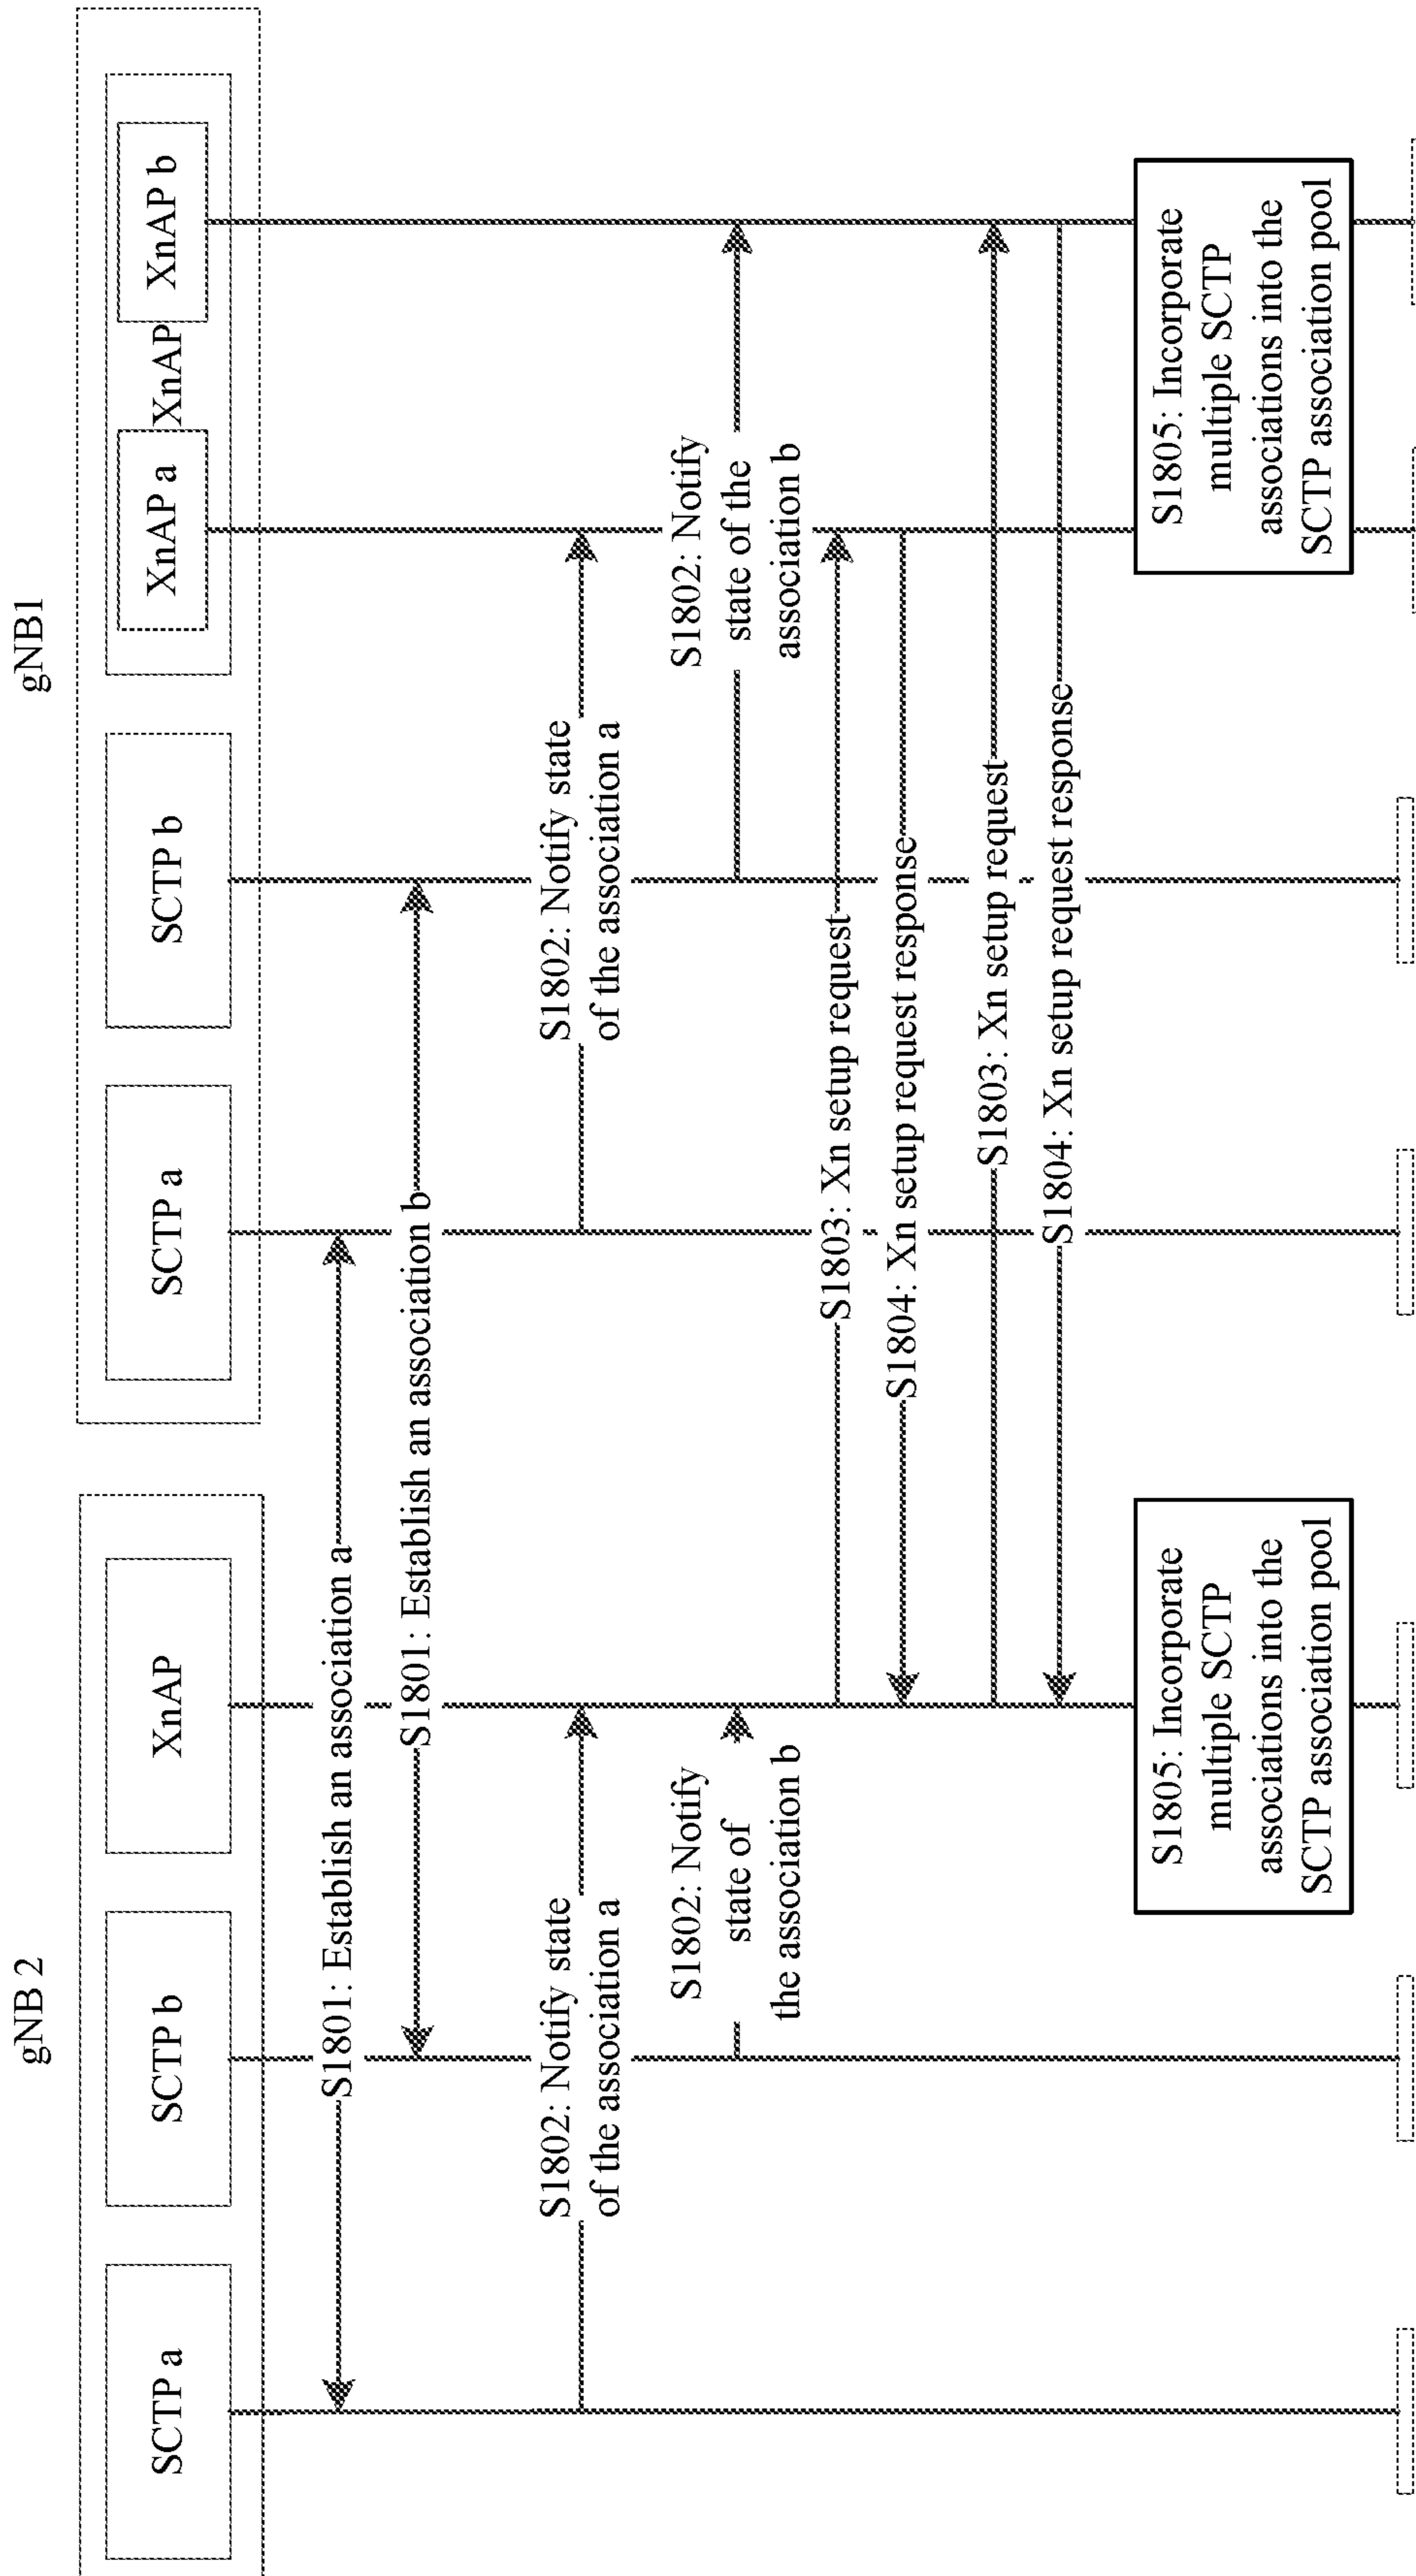 gNB 2
gNB1
SCTP a
SCTP b
XnAP
SCTP a
SCTP b
XnAP a
XnAP
XnAP b
S1801: Establish an association a
S1801: Establish an association b
S1802: Notify state
of the association a
S1802: Notify state
of the association a
S1802: Notify
state of
the association b
S1802: Notify
state of the
association b
S1803: Xn setup request
S1804: Xn setup request response
S1803: Xn setup request
S1804: Xn setup request response
S1805: Incorporate
multiple SCTP
associations into the
SCTP association pool
S1805: Incorporate
multiple SCTP
associations into the
SCTP association pool